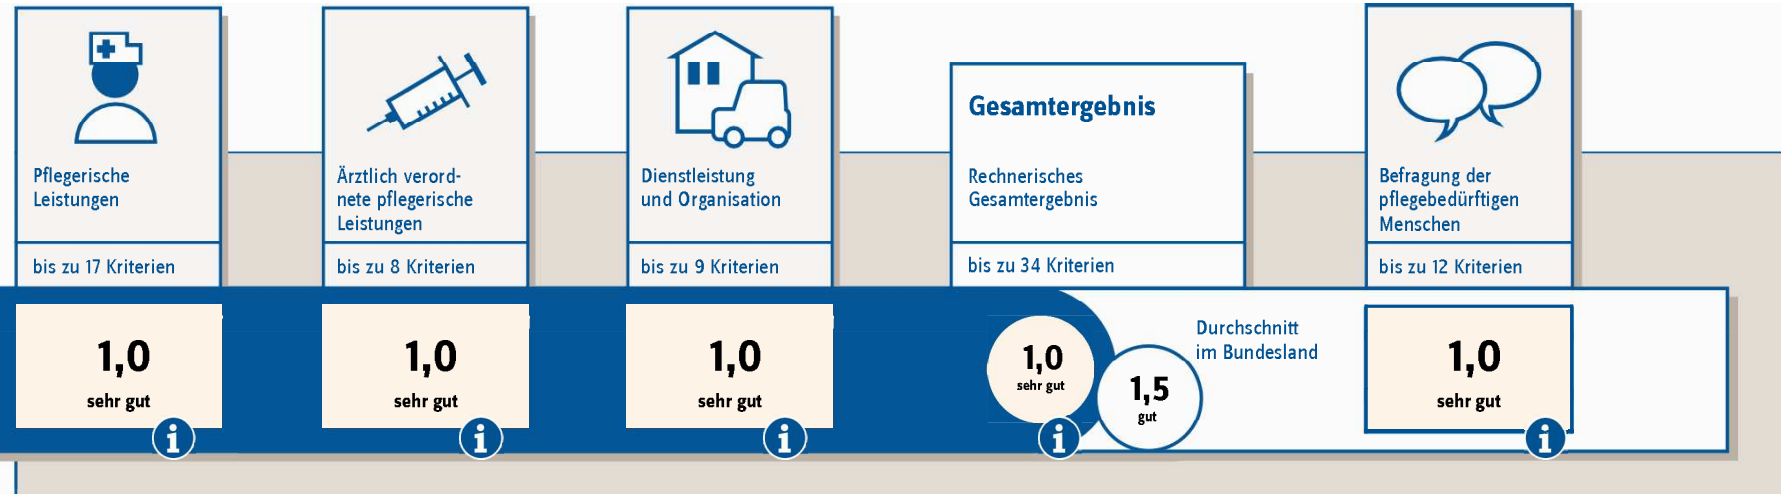 Pflegerische
Leistungen
bis zu 17 Kriterien
1,0
sehr gut
i
Ärztlich verord-
nete pflegerische
Leistungen
bis zu 8 Kriterien
1,0
sehr gut
i
Dienstleistung
und Organisation
bis zu 9 Kriterien
1,0
sehr gut
i
Gesamtergebnis
Rechnerisches
Gesamtergebnis
bis zu 34 Kriterien
1,0
sehr gut
i
1,5
gut
Durchschnitt
im Bundesland
Befragung der
pflegebedürftigen
Menschen
bis zu 12 Kriterien
1,0
sehr gut
i